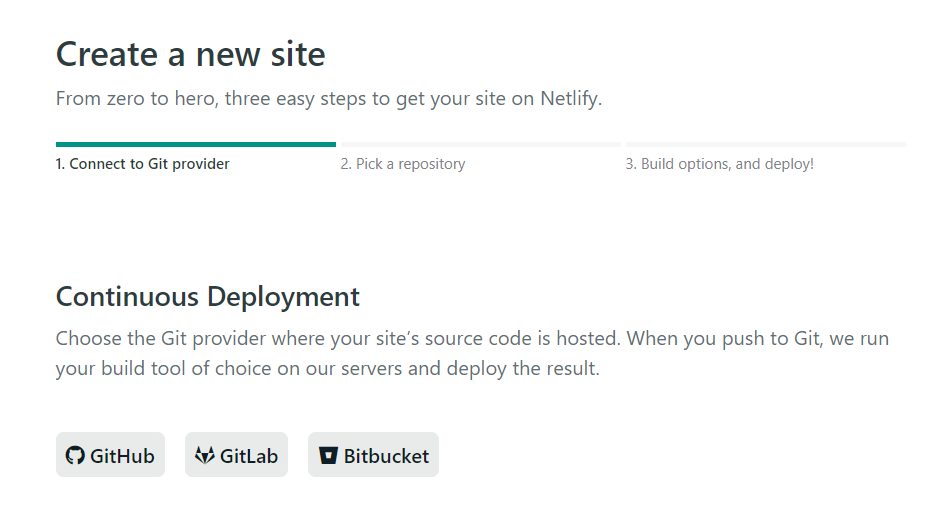 Create a new site
From zero to hero, three easy steps to get your site on Netlify.
1. Connect to Git provider
2. Pick a repository
3. Build options, and deploy!
Continuous Deployment
Choose the Git provider where your site’s source code is hosted. When you push to Git, we run
your build tool of choice on our servers and deploy the result.
GitHub
GitLab
Bitbucket